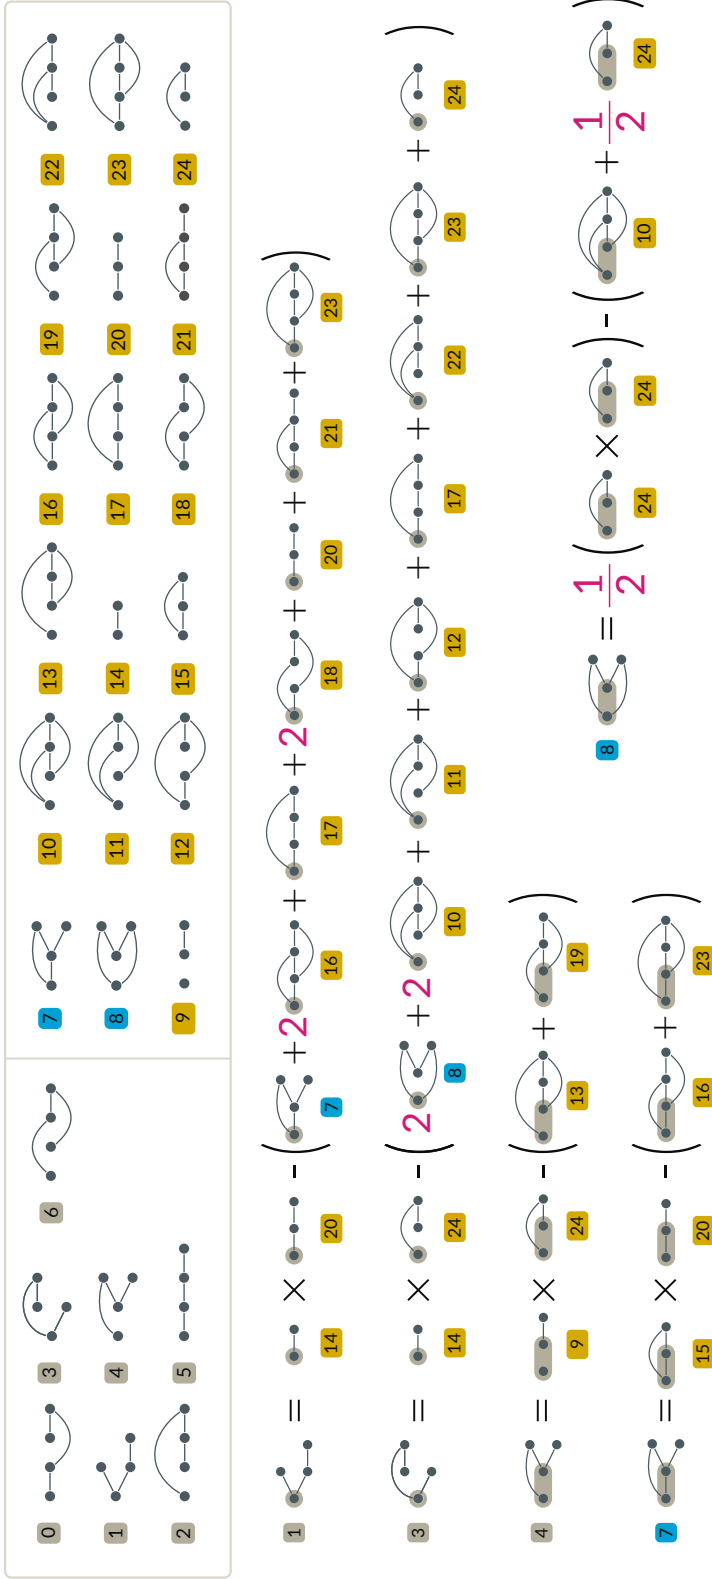 0 3 6 7 10 13 16 19 22
1 4 8 11 14 17 20 23
2 5 9 12 15 18 21 24
1 = × - ( + 2 + + 2 + + + )
14 20 7 16 17 18 20 21 23
3 = × - ( 2 + 2 + + + + + + )
14 24 8 10 11 12 17 22 23 24
4 = × - ( + )
9 24 13 19
8 = 1/2 ( × ) - ( + 1/2 )
24 24 10 24
7 = × - ( + )
15 20 16 23